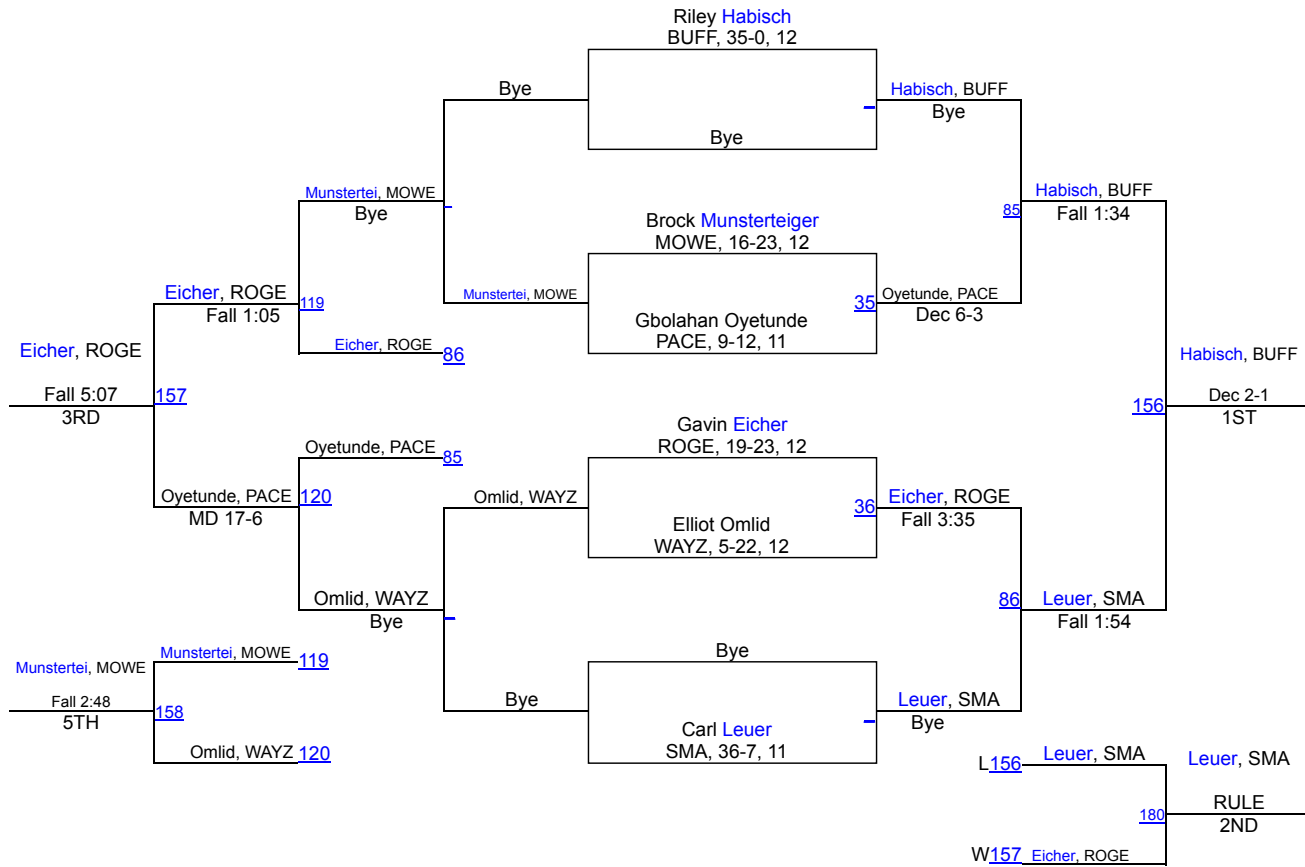 Riley Habisch
BUFF, 35-0, 12
Bye
Habisch, BUFF
Bye
Bye
Munstertei, MOWE
Bye
Habisch, BUFF
85
Fall 1:34
Brock Munsterteiger
MOWE, 16-23, 12
Eicher, ROGE
119
Fall 1:05
Munstertei, MOWE
35
Oyetunde, PACE
Dec 6-3
Gbolahan Oyetunde
PACE, 9-12, 11
Eicher, ROGE
86
Eicher, ROGE
Habisch, BUFF
Fall 5:07
157
3RD
156
Dec 2-1
1ST
Gavin Eicher
ROGE, 19-23, 12
Oyetunde, PACE
85
Oyetunde, PACE
120
MD 17-6
Omlid, WAYZ
36
Eicher, ROGE
Fall 3:35
Elliot Omlid
WAYZ, 5-22, 12
Omlid, WAYZ
Bye
86
Leuer, SMA
Fall 1:54
Bye
Munstertei, MOWE
119
Munstertei, MOWE
Fall 2:48
158
5TH
Bye
Leuer, SMA
Bye
Carl Leuer
SMA, 36-7, 11
Omlid, WAYZ
120
L156
Leuer, SMA
Leuer, SMA
RULE
180
2ND
W157
Eicher, ROGE